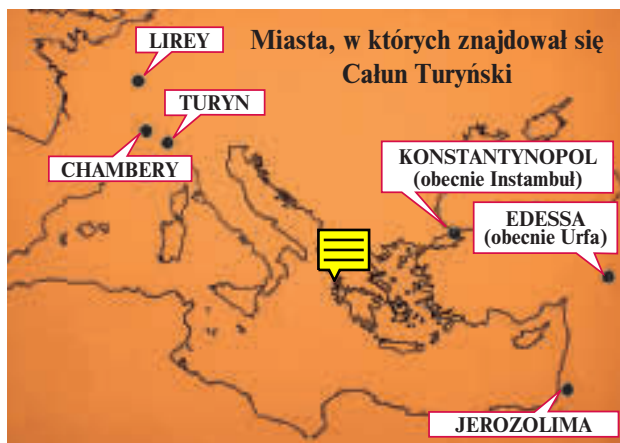 Miasta, w których znajdował się
Całun Turyński
LIREY
TURYN
CHAMBERY
KONSTANTYNOPOL
(obecnie Instambuł)
EDESSA
(obecnie Urfa)
JEROZOLIMA